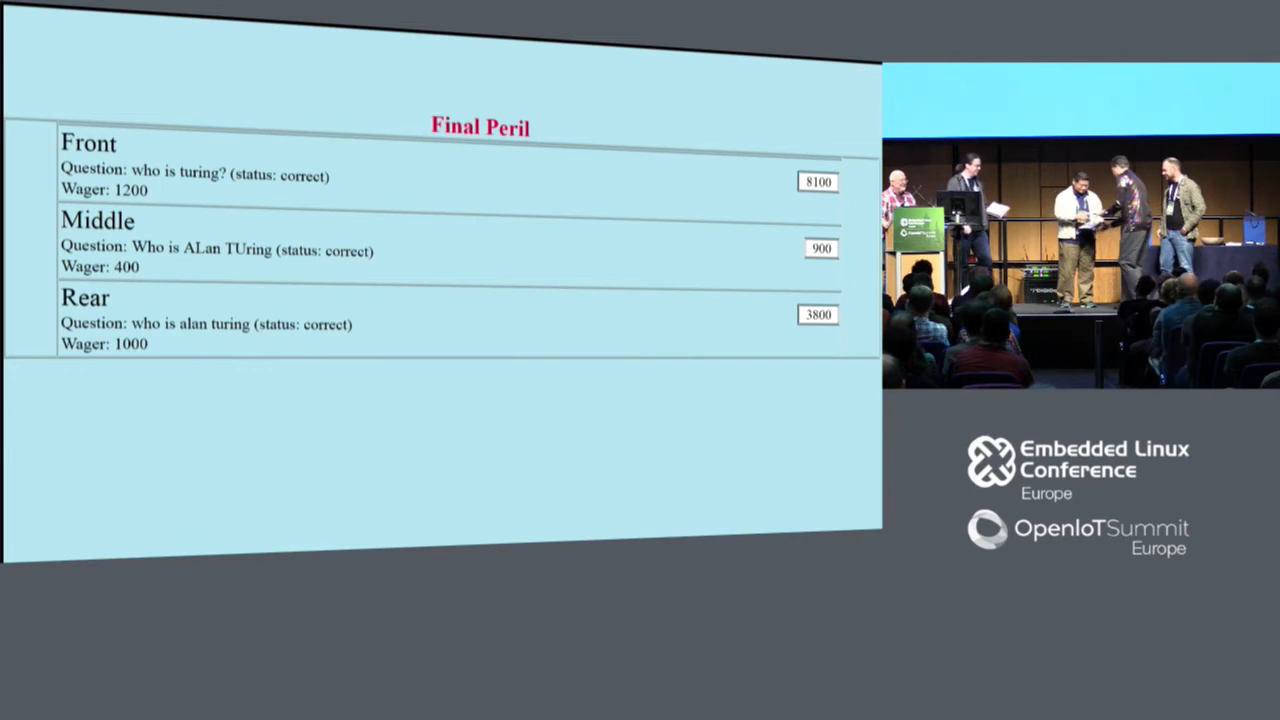 Final Peril
Front
Question: who is turing? (status: correct)
Wager: 1200
8100
Middle
Question: Who is ALan TUring (status: correct)
Wager: 400
900
Rear
Question: who is alan turing (status: correct)
Wager: 1000
3800
Embedded Linux
Conference
Europe
OpenIoTSummit
Europe